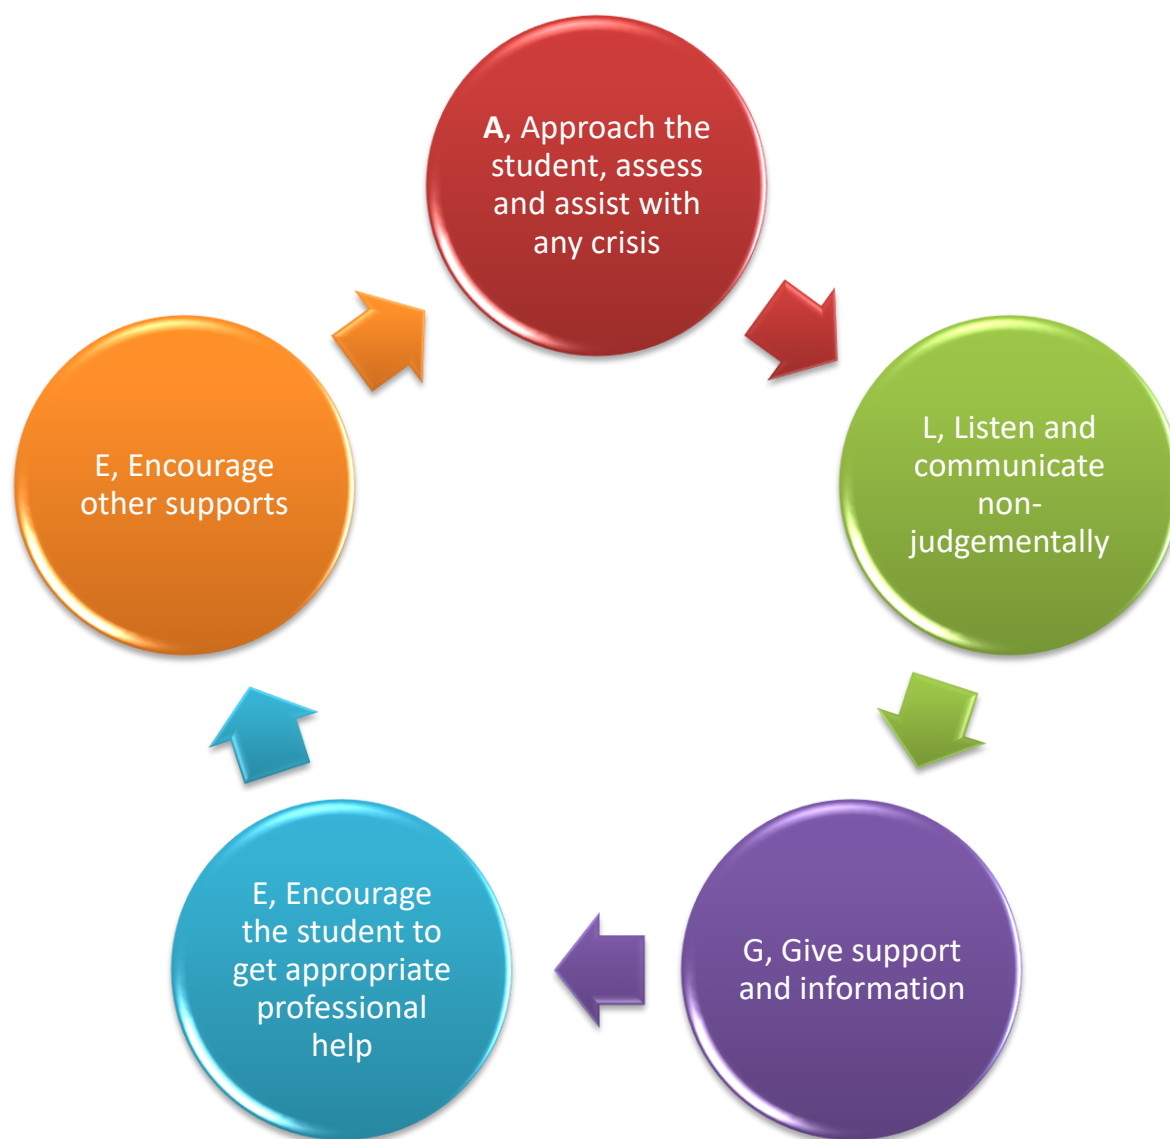 A, Approach the
student, assess
and assist with
any crisis
L, Listen and
communicate
non-
judgementally
G, Give support
and information
E, Encourage
the student to
get appropriate
professional
help
E, Encourage
other supports